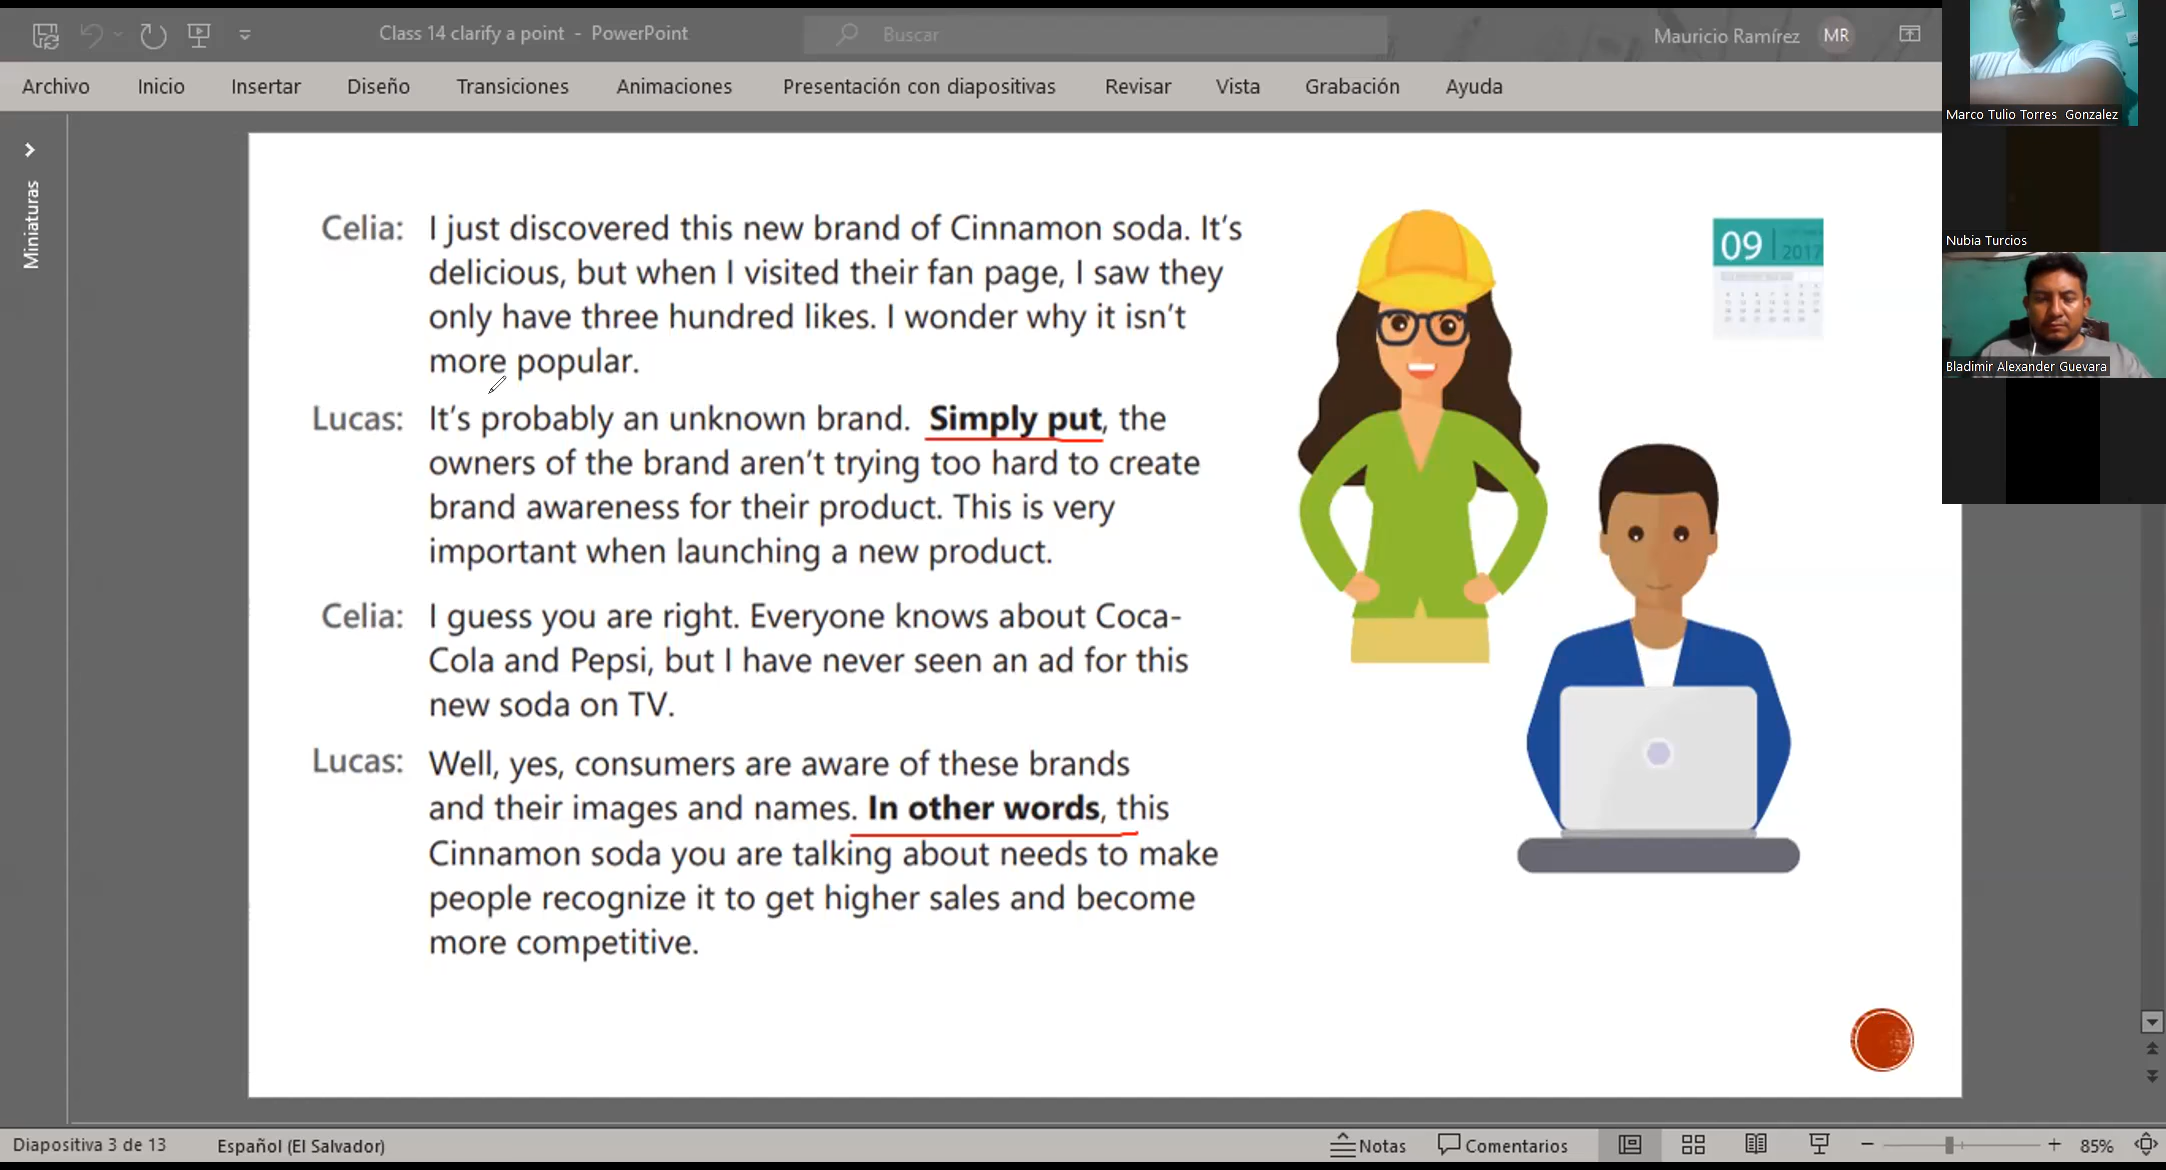 Class 14 clarify a point - PowerPoint
Buscar
Mauricio Ramírez
MR
Archivo
Inicio
Insertar
Diseño
Transiciones
Animaciones
Presentación con diapositivas
Revisar
Vista
Grabación
Ayuda
Marco Tulio Torres Gonzalez
Nubia Turcios
Bladimir Alexander Guevara
Miniaturas
Celia: I just discovered this new brand of Cinnamon soda. It's
delicious, but when I visited their fan page, I saw they
only have three hundred likes. I wonder why it isn't
more popular.
Lucas: It's probably an unknown brand. Simply put, the
owners of the brand aren't trying too hard to create
brand awareness for their product. This is very
important when launching a new product.
Celia: I guess you are right. Everyone knows about Coca-
Cola and Pepsi, but I have never seen an ad for this
new soda on TV.
Lucas: Well, yes, consumers are aware of these brands
and their images and names. In other words, this
Cinnamon soda you are talking about needs to make
people recognize it to get higher sales and become
more competitive.
09
2017
Diapositiva 3 de 13
Español (El Salvador)
Notas
Comentarios
85%